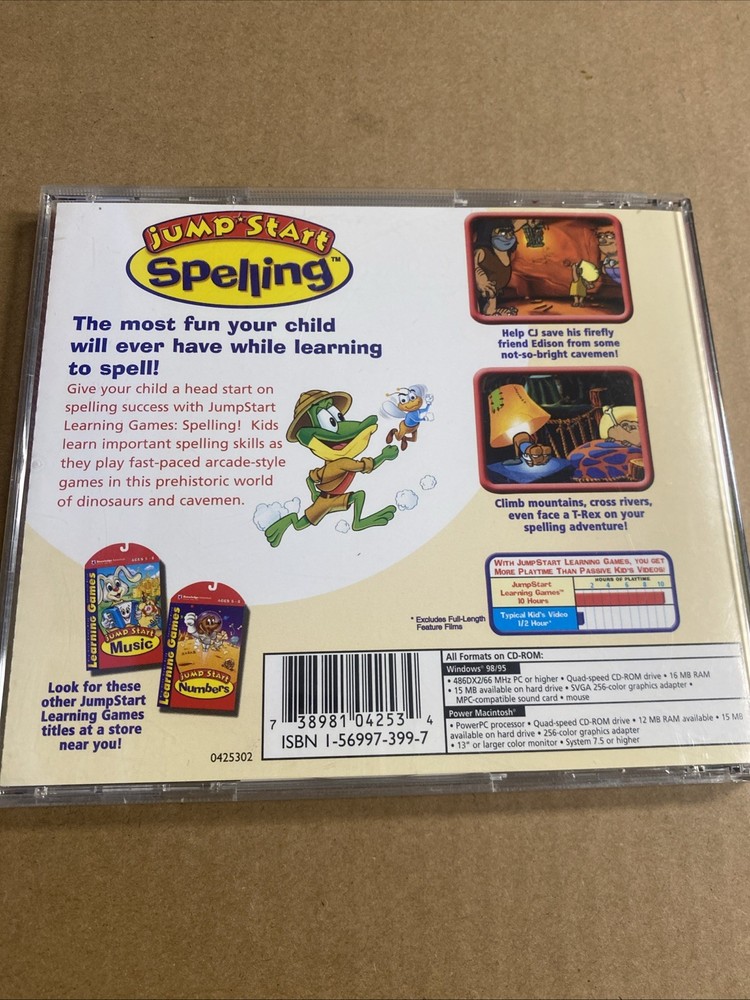 JUMP START
Spelling™
The most fun your child
will ever have while learning
to spell!
Give your child a head start on
spelling success with JumpStart
Learning Games: Spelling! Kids
learn important spelling skills as
they play fast-paced arcade-style
games in this prehistoric world
of dinosaurs and cavemen.
Help CJ save his firefly
friend Edison from some
not-so-bright cavemen!
Climb mountains, cross rivers,
even face a T-Rex on your
spelling adventure!
WITH JUMPSTART LEARNING GAMES, YOU GET
MORE PLAYTIME THAN PASSIVE KID'S VIDEOS!
HOURS OF PLAYTIME
2 4 6 8 10
JumpStart
Learning Games™
10 Hours
Typical Kid's Video
1/2 Hour*
* Excludes Full-Length
Feature Films
Learning Games
JUMP START
Music
Learning Games
JUMP START
Numbers
Look for these
other JumpStart
Learning Games
titles at a store
near you!
0425302
7 38981 04253 4
ISBN 1-56997-399-7
All Formats on CD-ROM:
Windows® 98/95
• 486DX2/66 MHz PC or higher • Quad-speed CD-ROM drive • 16 MB RAM
• 15 MB available on hard drive • SVGA 256-color graphics adapter •
MPC-compatible sound card • mouse
Power Macintosh®
• PowerPC processor • Quad-speed CD-ROM drive • 12 MB RAM available • 15 MB
available on hard drive • 256-color graphics adapter
• 13" or larger color monitor • System 7.5 or higher